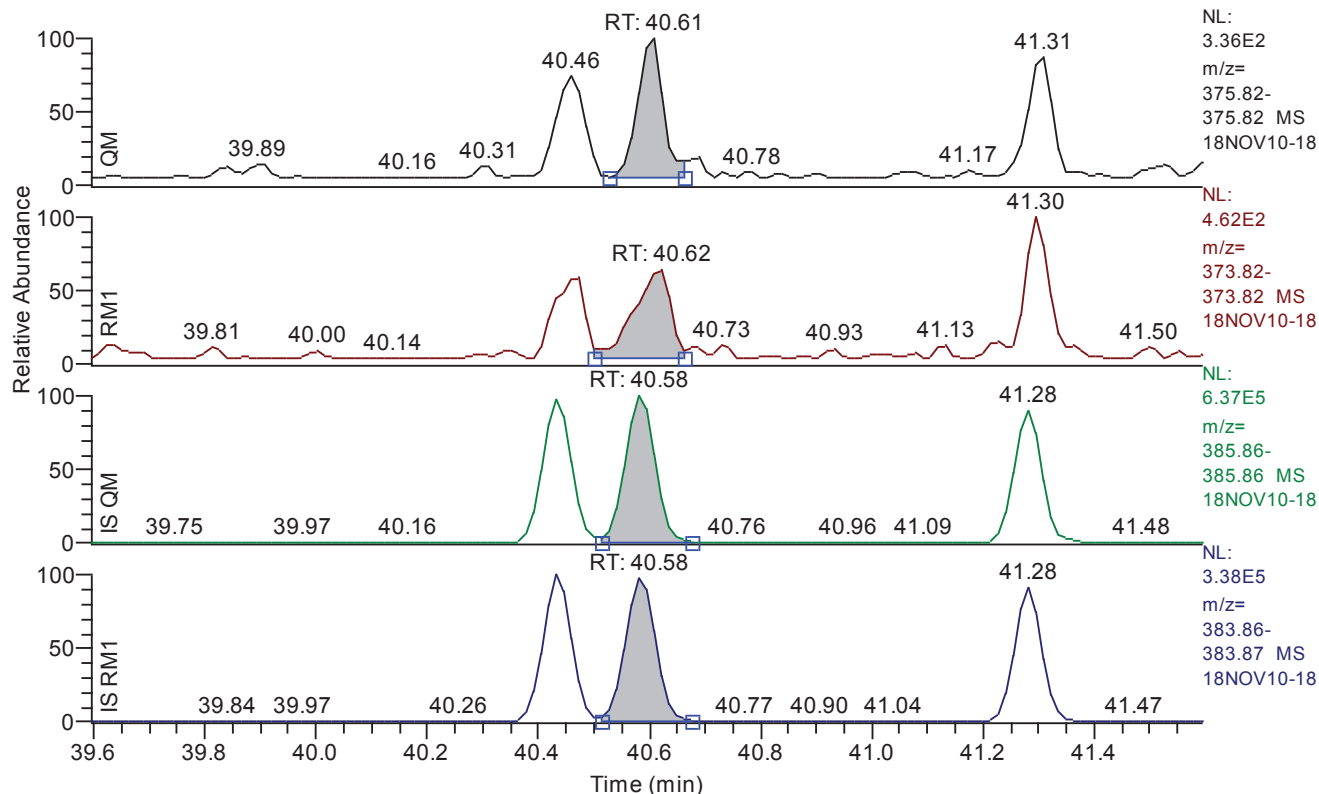 RT: 40.61
NL:
3.36E2
m/z=
375.82-
375.82 MS
18NOV10-18
100
50
0
QM
40.46
41.31
39.89
40.16
40.31
40.78
41.17
Relative Abundance
NL:
4.62E2
m/z=
373.82-
373.82 MS
18NOV10-18
100
50
0
RM1
41.30
RT: 40.62
39.81
40.00
40.14
40.73
40.93
41.13
41.50
NL:
6.37E5
m/z=
385.86-
385.86 MS
18NOV10-18
100
50
0
IS QM
RT: 40.58
41.28
39.75
39.97
40.16
40.76
40.96
41.09
41.48
NL:
3.38E5
m/z=
383.86-
383.87 MS
18NOV10-18
100
50
0
IS RM1
RT: 40.58
41.28
39.84
39.97
40.26
40.77
40.90
41.04
41.47
39.6 39.8 40.0 40.2 40.4 40.6 40.8 41.0 41.2 41.4
Time (min)